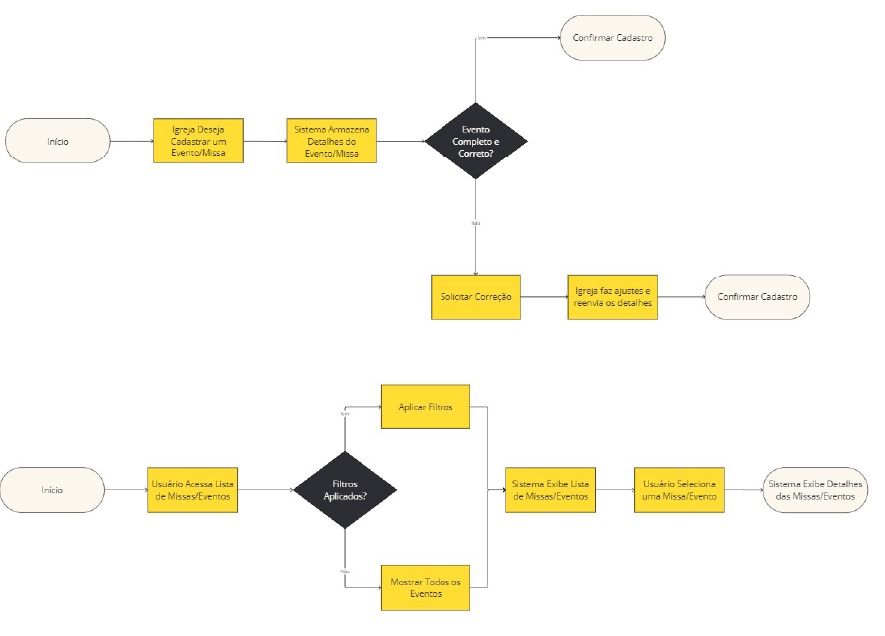 Sim
Confirmar Cadastro
Início
Igreja Deseja
Cadastrar um
Evento/Missa
Sistema Armazena
Detalhes do
Evento/Missa
Evento
Completo e
Correto?
Não
Solicitar Correção
Igreja faz ajustes e
reenvia os detalhes
Confirmar Cadastro
Início
Usuário Acessa Lista
de Missas/Eventos
Filtros
Aplicados?
Sim
Aplicar Filtros
Não
Mostrar Todos os
Eventos
Sistema Exibe Lista
de Missas/Eventos
Usuário Seleciona
uma Missa/Evento
Sistema Exibe Detalhes
das Missas/Eventos